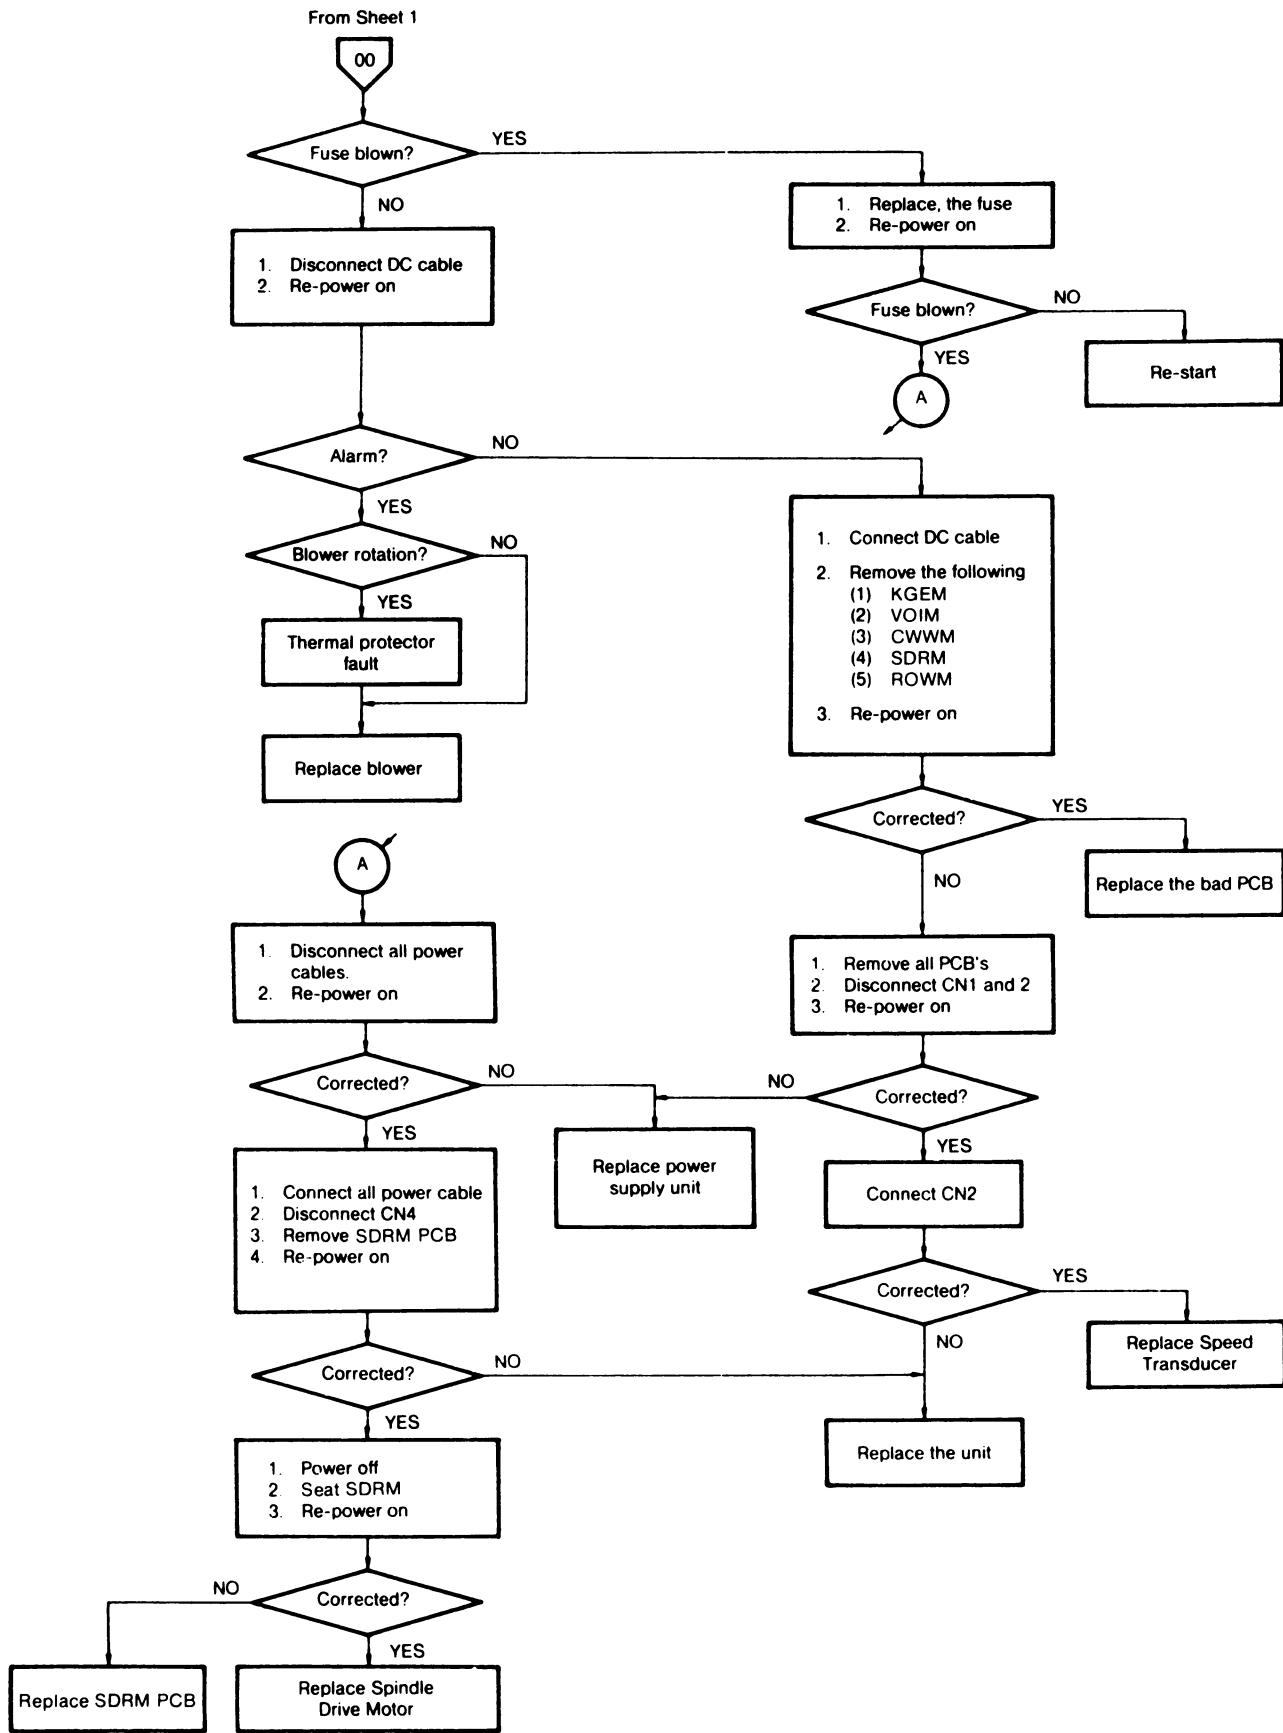 From Sheet 1
00
Fuse blown?
YES
NO
1. Replace, the fuse
2. Re-power on
1. Disconnect DC cable
2. Re-power on
Fuse blown?
NO
YES
Re-start
A
Alarm?
NO
YES
Blower rotation?
NO
YES
Thermal protector
fault
Replace blower
1. Connect DC cable
2. Remove the following
(1) KGEM
(2) VOIM
(3) CWWM
(4) SDRM
(5) ROWM
3. Re-power on
Corrected?
YES
NO
Replace the bad PCB
A
1. Disconnect all power
cables.
2. Re-power on
1. Remove all PCB's
2. Disconnect CN1 and 2
3. Re-power on
Corrected?
NO
YES
NO
Corrected?
YES
Replace power
supply unit
Connect CN2
1. Connect all power cable
2. Disconnect CN4
3. Remove SDRM PCB
4. Re-power on
Corrected?
YES
NO
Replace Speed
Transducer
Corrected?
NO
YES
Replace the unit
1. Power off
2. Seat SDRM
3. Re-power on
NO
Corrected?
YES
Replace SDRM PCB
Replace Spindle
Drive Motor